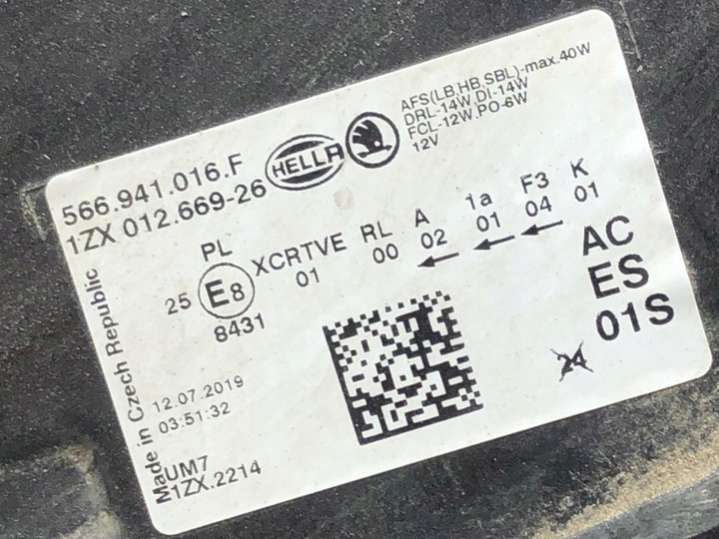 566.941.016.F
1ZX 012.669-26
HELLA
AFS(LB,HB,SBL)-max.40W
DRL-14W,DI-14W
FCL-12W,PO-6W
12V
PL
25 E8 XCRTVE RL A 1a F3 K
8431 01 00 02 01 04 01
AC
ES
01S
24
Made in Czech Republic
12.07.2019
03:51:32
UM7
1ZX.2214